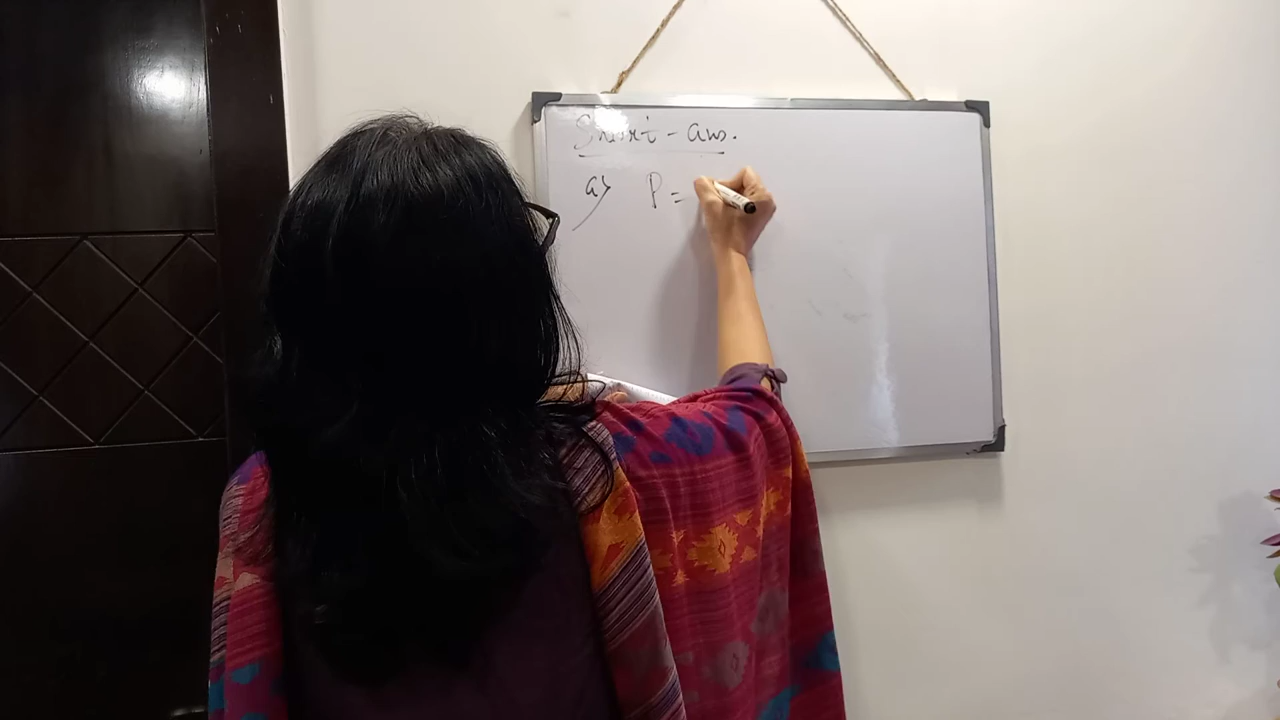 Short - ans.
a) P =